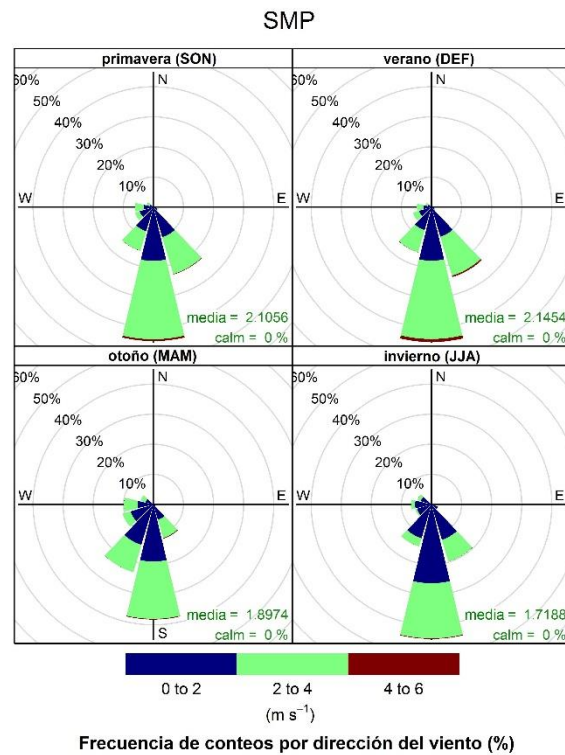 SMP
primavera (SON)
60%
50%
40%
30%
20%
10%
N
W
E
media = 2.1056
calm = 0 %
verano (DEF)
60%
50%
40%
30%
20%
10%
N
W
E
media = 2.1454
calm = 0 %
otoño (MAM)
60%
50%
40%
30%
20%
10%
N
W
E
S
media = 1.8974
calm = 0 %
invierno (JJA)
60%
50%
40%
30%
20%
10%
N
W
E
media = 1.7188
calm = 0 %
0 to 2
2 to 4
4 to 6
(m s⁻¹)
Frecuencia de conteos por dirección del viento (%)